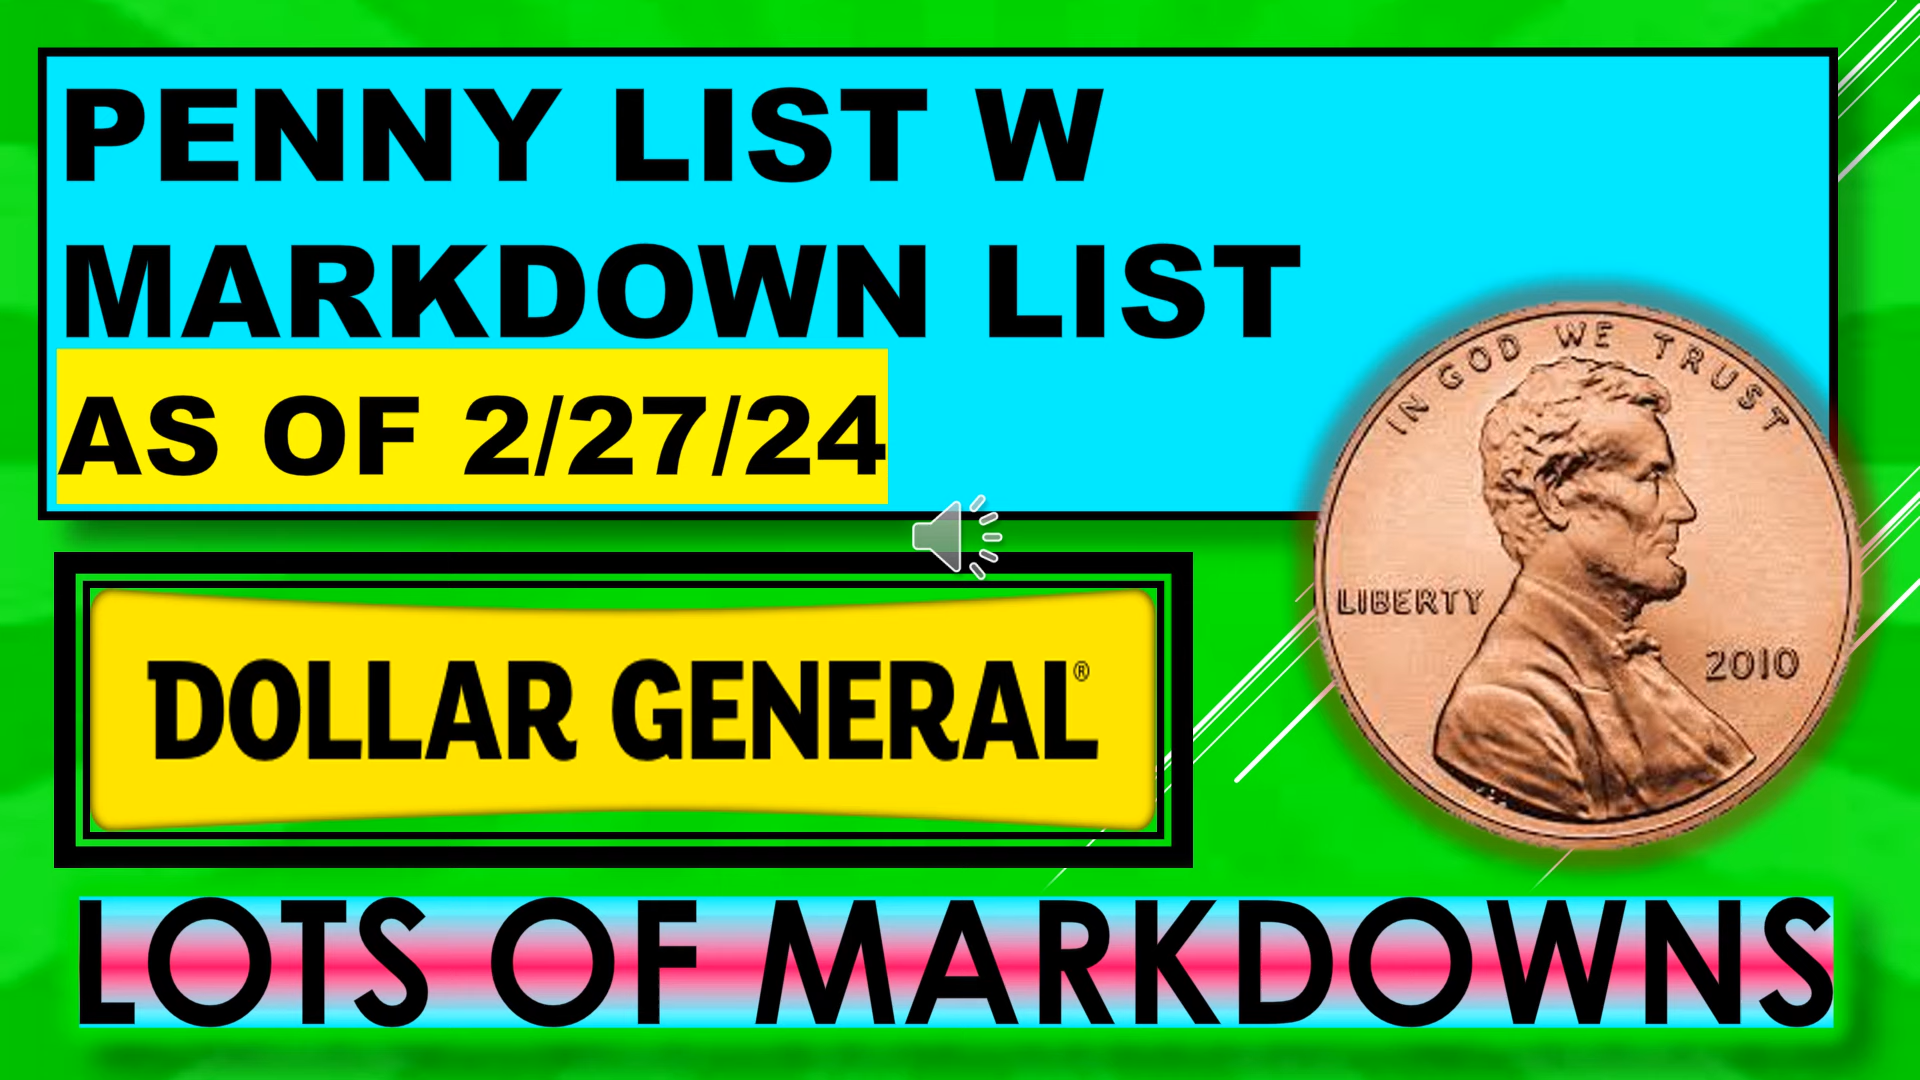 PENNY LIST W
MARKDOWN LIST
AS OF 2/27/24
IN GOD WE TRUST
LIBERTY
2010
DOLLAR GENERAL®
LOTS OF MARKDOWNS